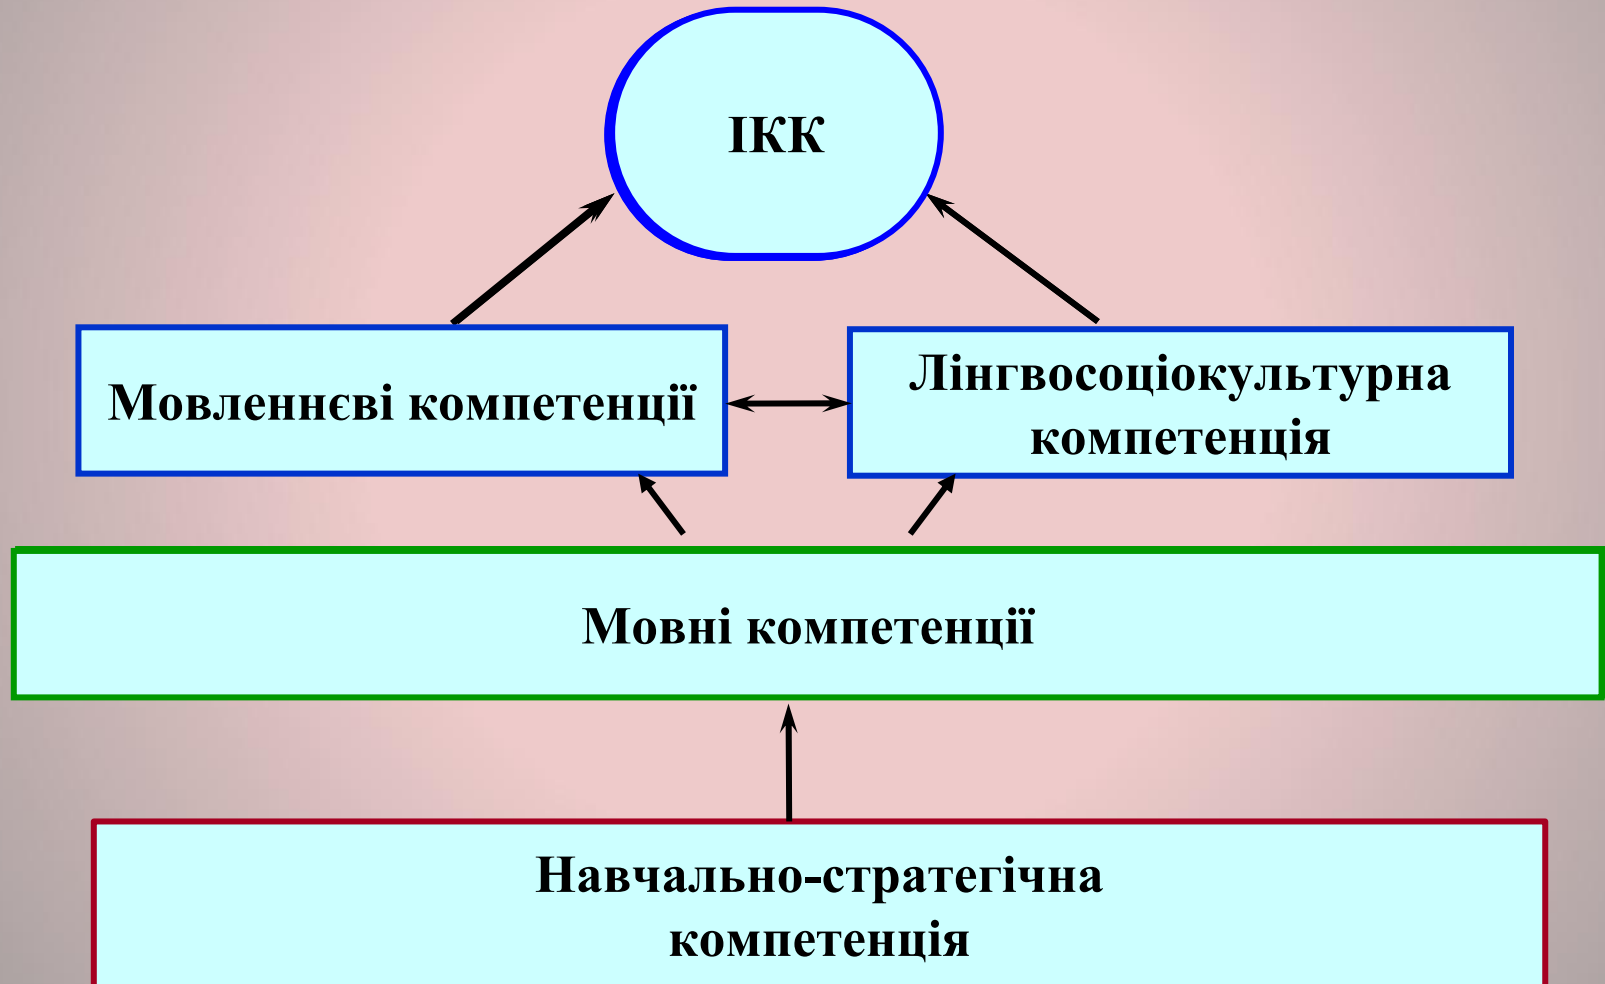 ІКК
Мовленнєві компетенції
Лінгвосоціокультурна
компетенція
Мовні компетенції
Навчально-стратегічна
компетенція